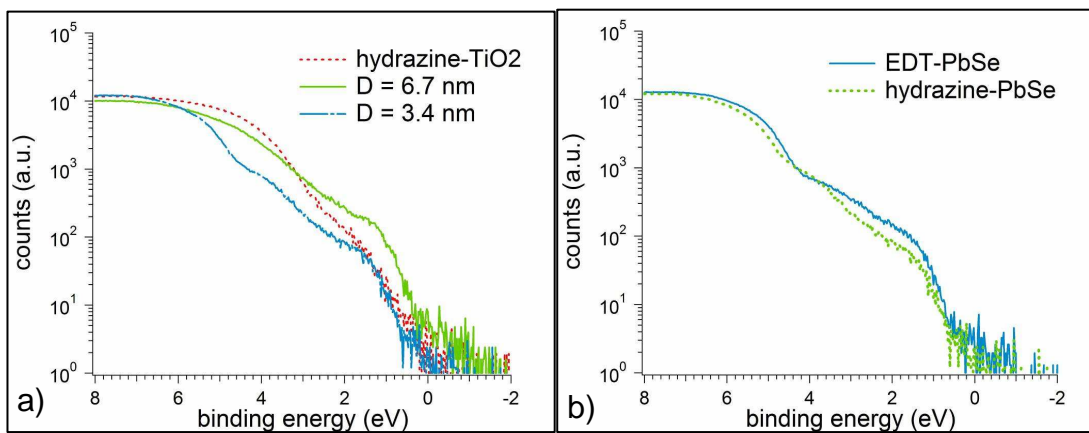 10^5
10^4
10^3
10^2
10^1
10^0
counts (a.u.)
hydrazine-TiO2
D = 6.7 nm
D = 3.4 nm
8 6 4 2 0 -2
binding energy (eV)
a)
10^5
10^4
10^3
10^2
10^1
10^0
counts (a.u.)
EDT-PbSe
hydrazine-PbSe
8 6 4 2 0 -2
binding energy (eV)
b)